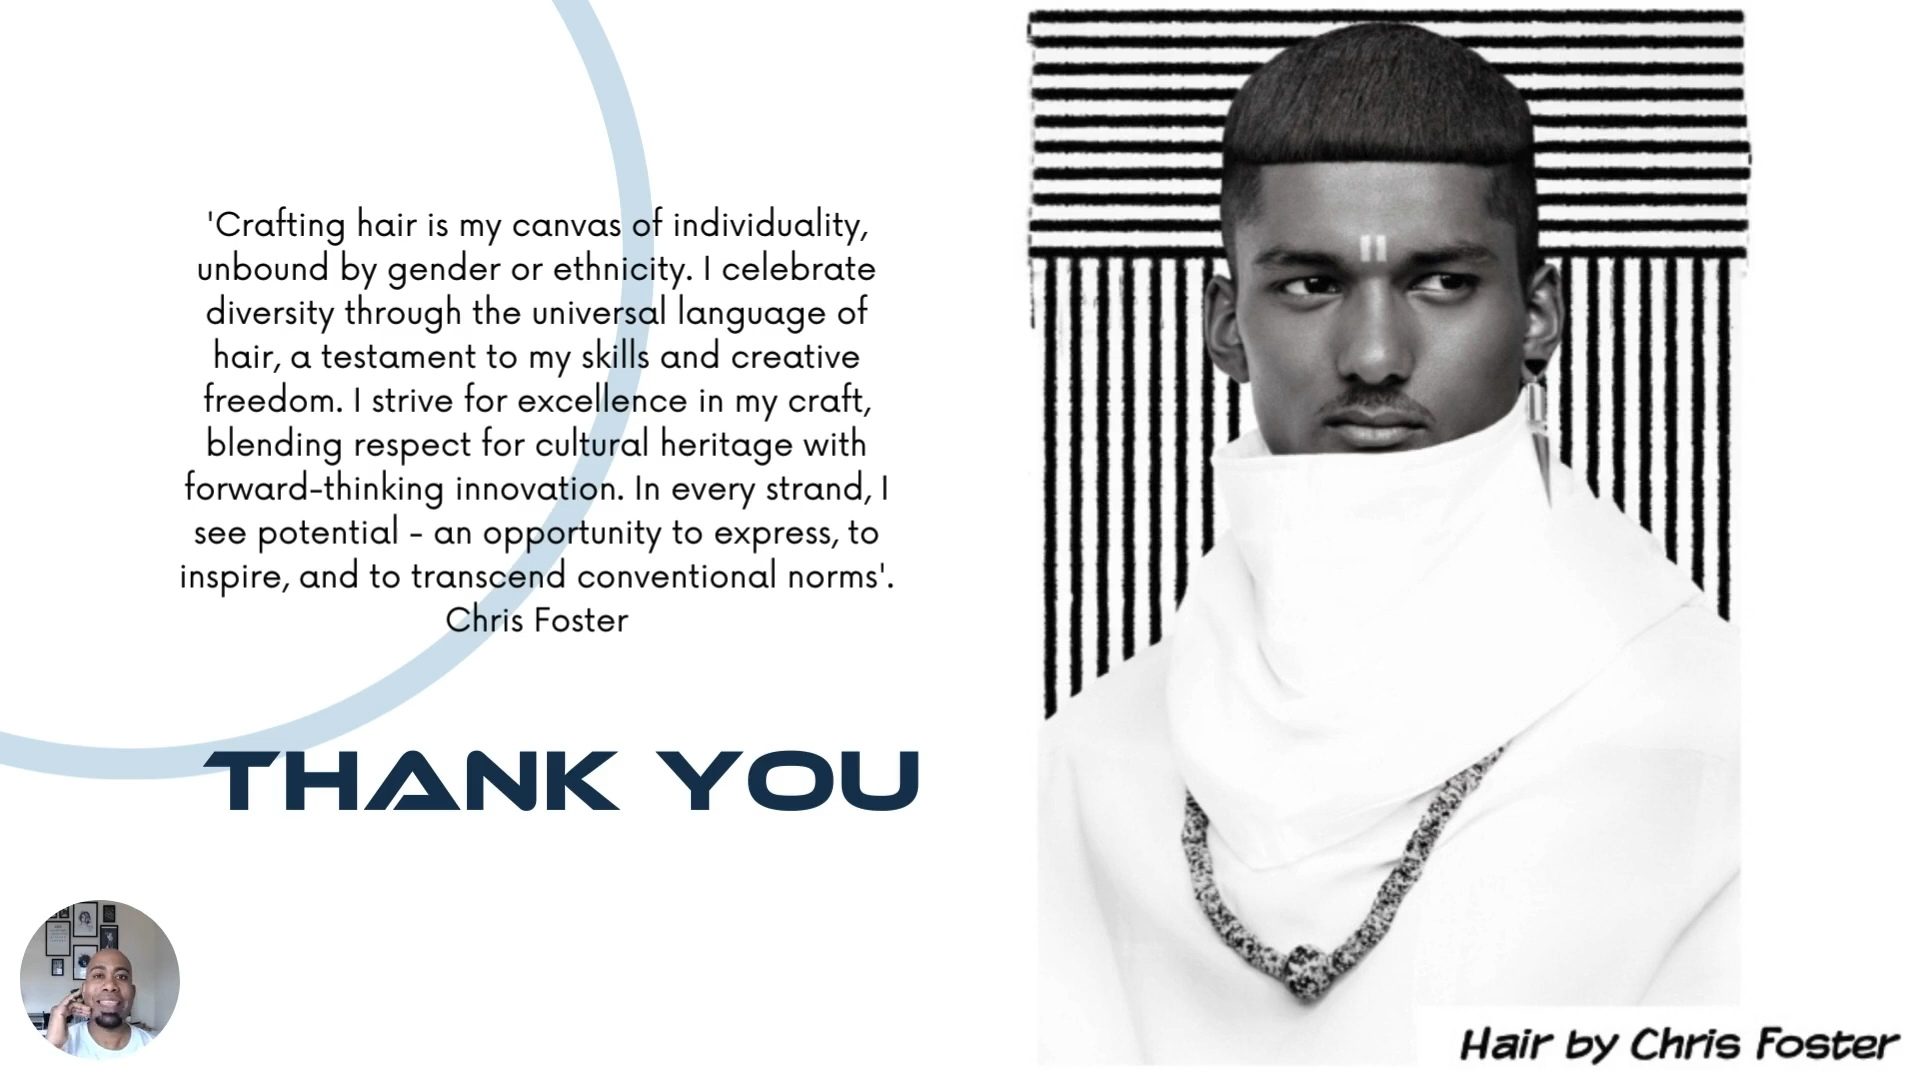 'Crafting hair is my canvas of individuality,
unbound by gender or ethnicity. I celebrate
diversity through the universal language of
hair, a testament to my skills and creative
freedom. I strive for excellence in my craft,
blending respect for cultural heritage with
forward-thinking innovation. In every strand, I
see potential - an opportunity to express, to
inspire, and to transcend conventional norms'.
Chris Foster
THANK YOU
Hair by Chris Foster